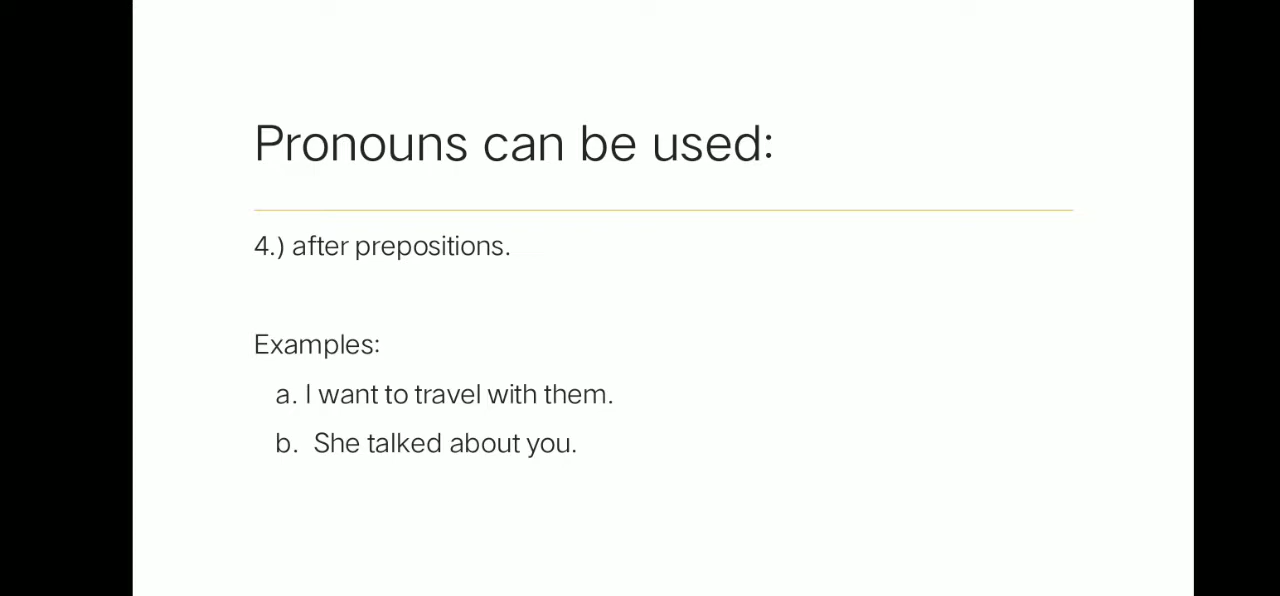 Pronouns can be used:
4.) after prepositions.
Examples:
a. I want to travel with them.
b. She talked about you.